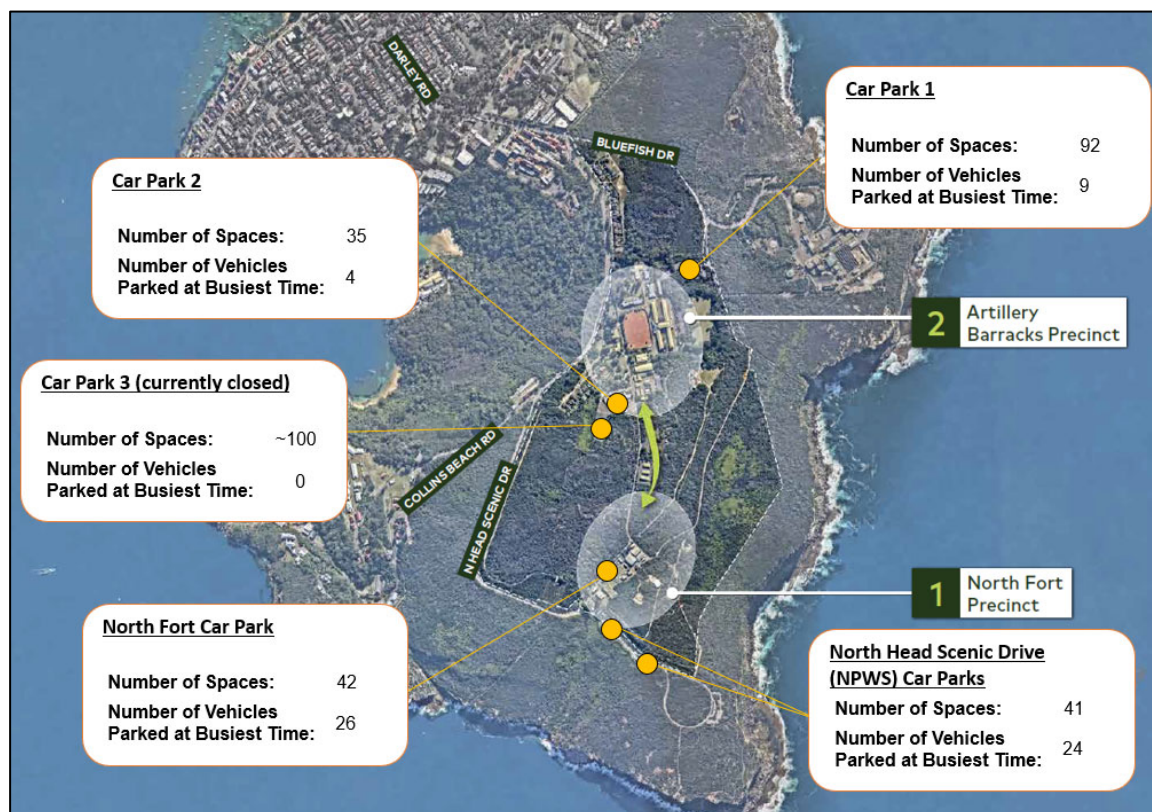 DARLEY RD
BLUEFISH DR
Car Park 1
Number of Spaces: 92
Number of Vehicles
Parked at Busiest Time: 9
Car Park 2
Number of Spaces: 35
Number of Vehicles
Parked at Busiest Time: 4
2 Artillery
Barracks Precinct
Car Park 3 (currently closed)
Number of Spaces: ~100
Number of Vehicles
Parked at Busiest Time: 0
COLLINS BEACH RD
N HEAD SCENIC DR
1 North Fort
Precinct
North Fort Car Park
Number of Spaces: 42
Number of Vehicles
Parked at Busiest Time: 26
North Head Scenic Drive
(NPWS) Car Parks
Number of Spaces: 41
Number of Vehicles
Parked at Busiest Time: 24